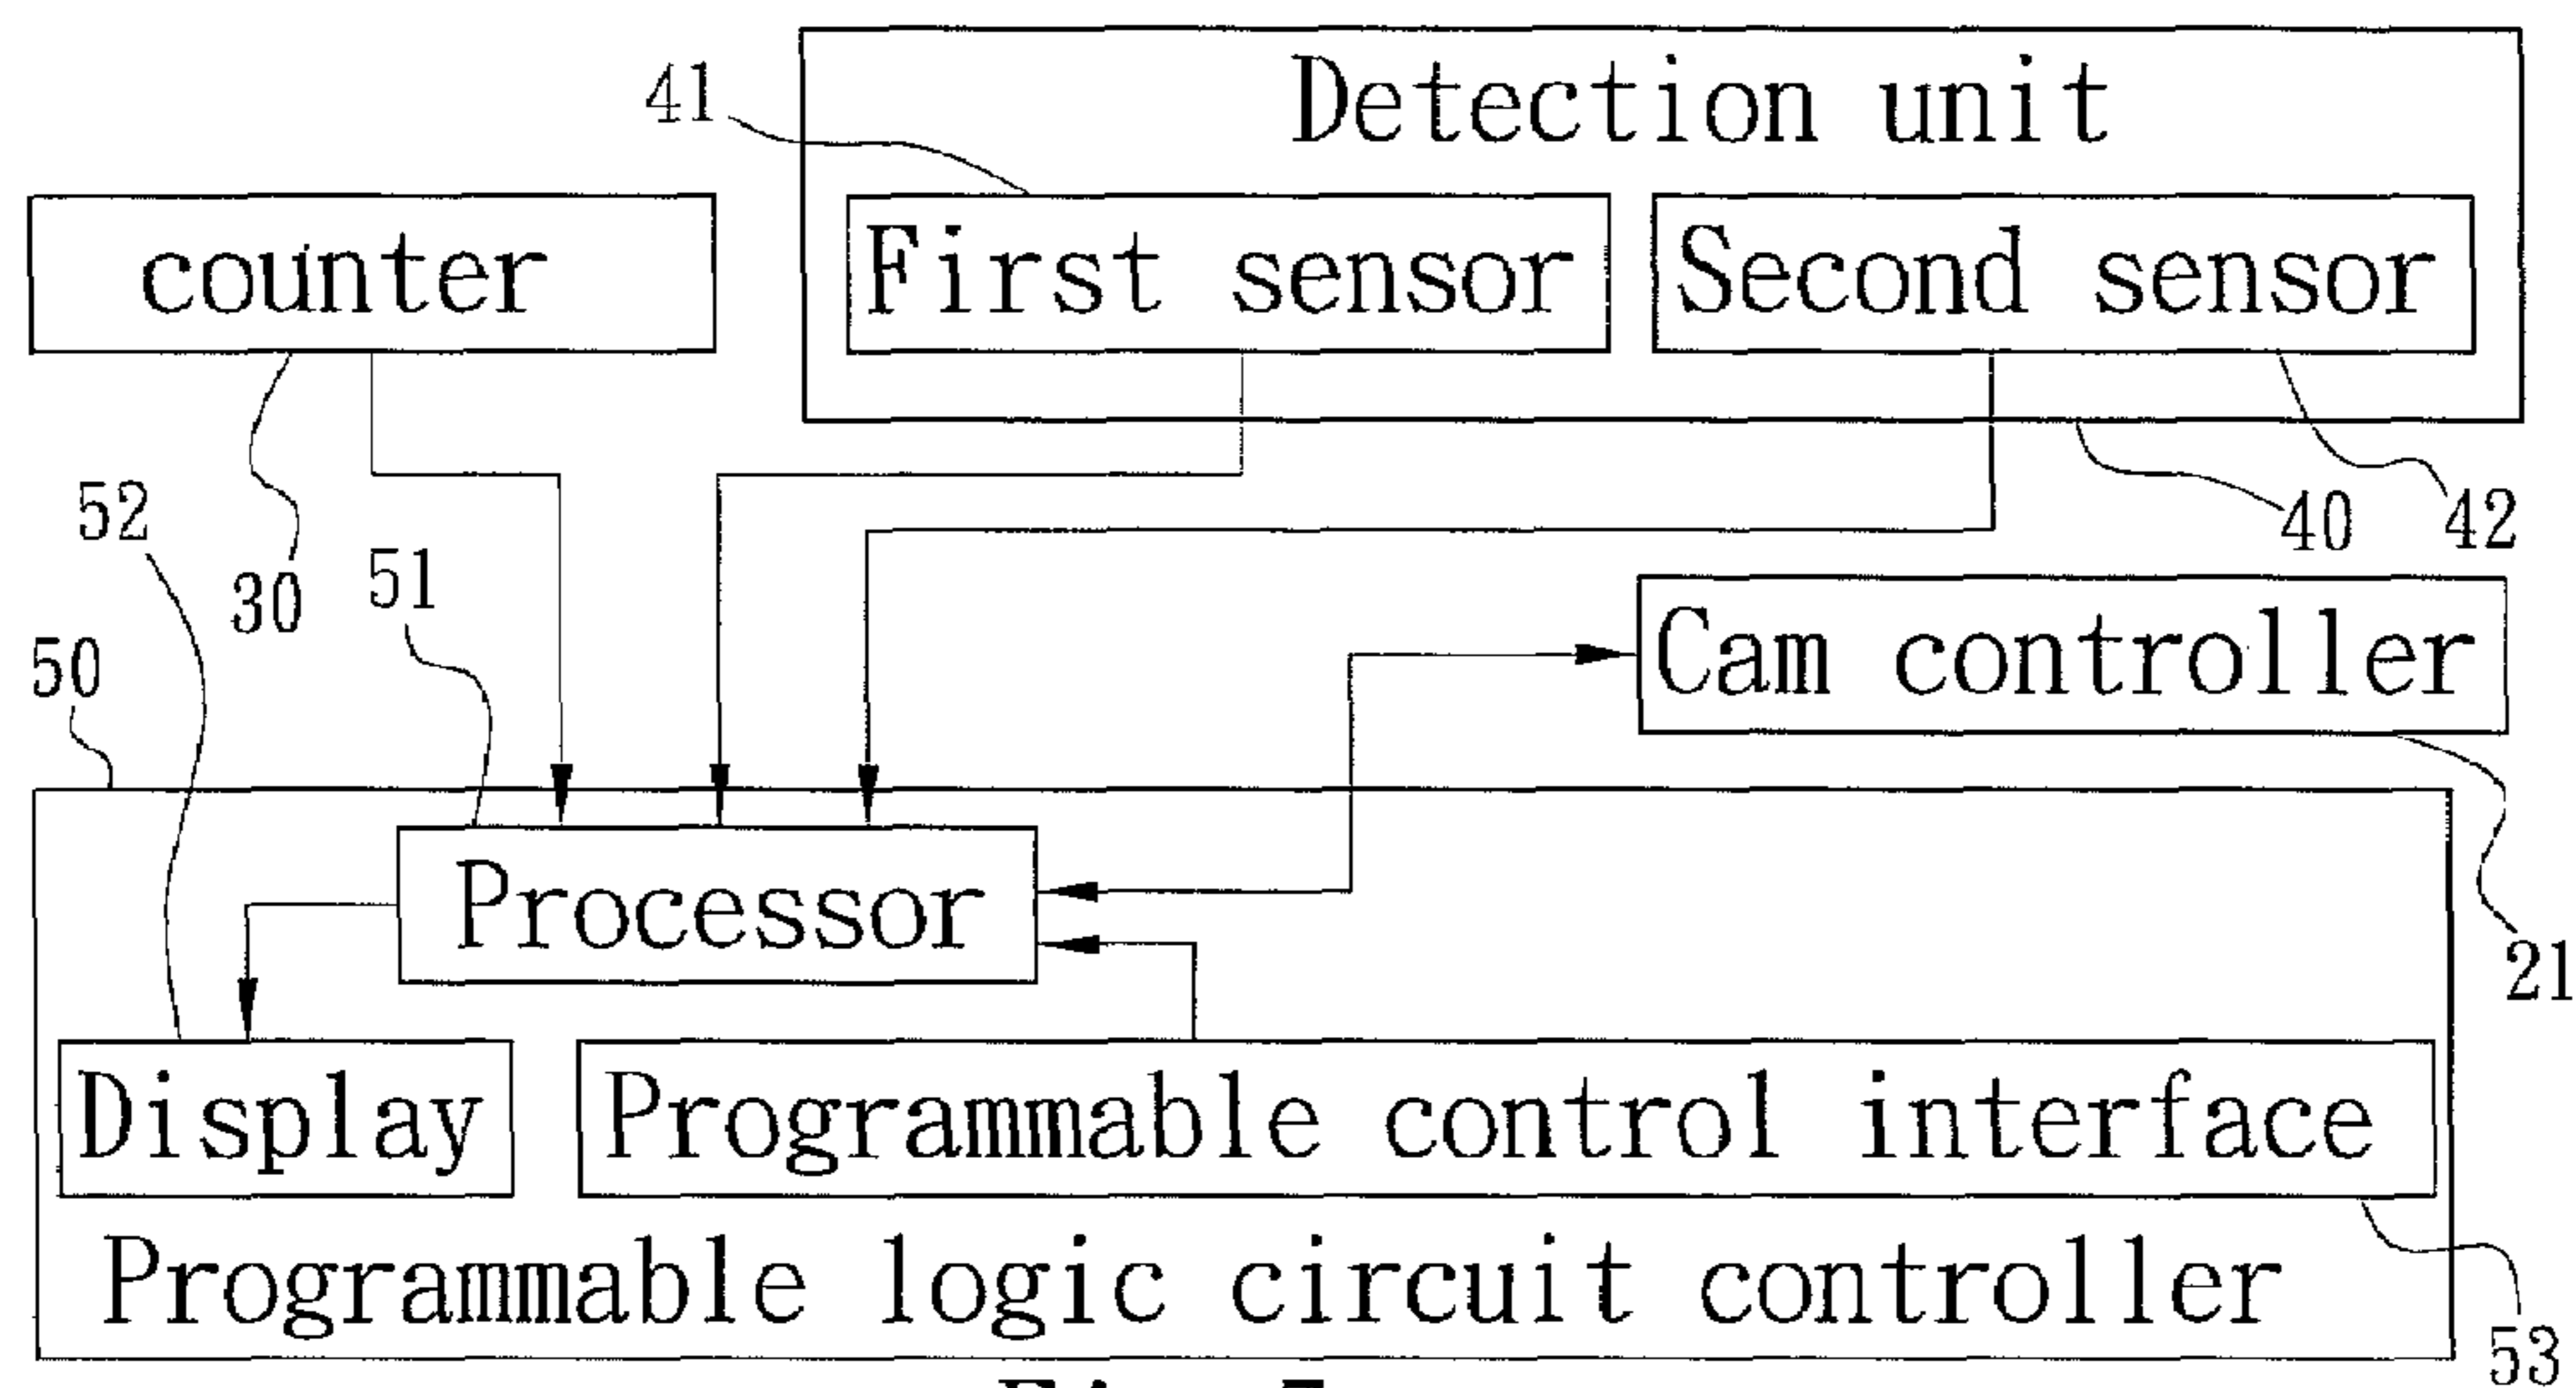 Detection unit
41
counter
First sensor
Second sensor
52
30
51
40
42
50
Cam controller
Processor
21
Display
Programmable control interface
Programmable logic circuit controller
53